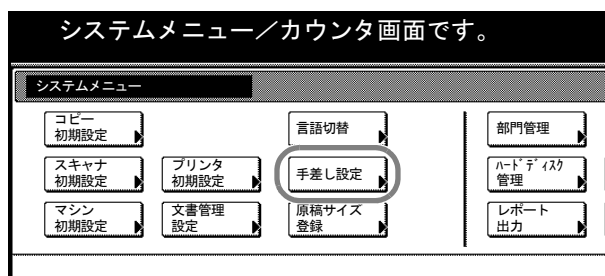 システムメニュー／カウンタ画面です。
システムメニュー
コピー
初期設定
言語切替
部門管理
スキャナ
初期設定
プリンタ
初期設定
手差し設定
ﾊｰﾄﾞﾃﾞｨｽｸ
管理
マシン
初期設定
文書管理
設定
原稿サイズ
登録
レポート
出力